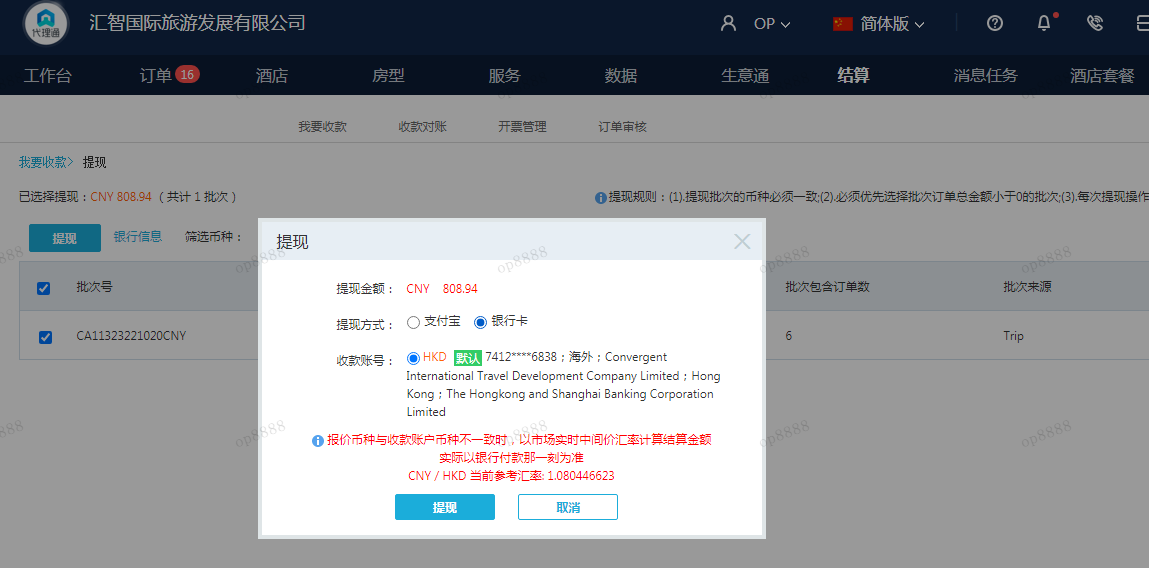 代理通
汇智国际旅游发展有限公司
OP
简体版
工作台 订单 16 酒店 房型 服务 数据 生意通 结算 消息任务 酒店套餐
我要收款 收款对账 开票管理 订单审核
我要收款> 提现
已选择提现：CNY 808.94 （ 共计 1 批次 ）
提现规则：(1).提现批次的币种必须一致;(2).必须优先选择批次订单总金额小于0的批次;(3).每次提现操作
提现 银行信息 筛选币种：
批次号 批次包含订单数 批次来源
CA11323221020CNY 6 Trip
提现
提现金额： CNY 808.94
提现方式： 支付宝 银行卡
收款账号： HKD 默认 7412****6838；海外；Convergent
International Travel Development Company Limited；Hong
Kong；The Hongkong and Shanghai Banking Corporation
Limited
报价币种与收款账户币种不一致时，以市场实时中间价汇率计算结算金额
实际以银行付款那一刻为准
CNY / HKD 当前参考汇率: 1.080446623
提现 取消
op8888
op8888
op8888
op8888
op8888
op8888
op8888